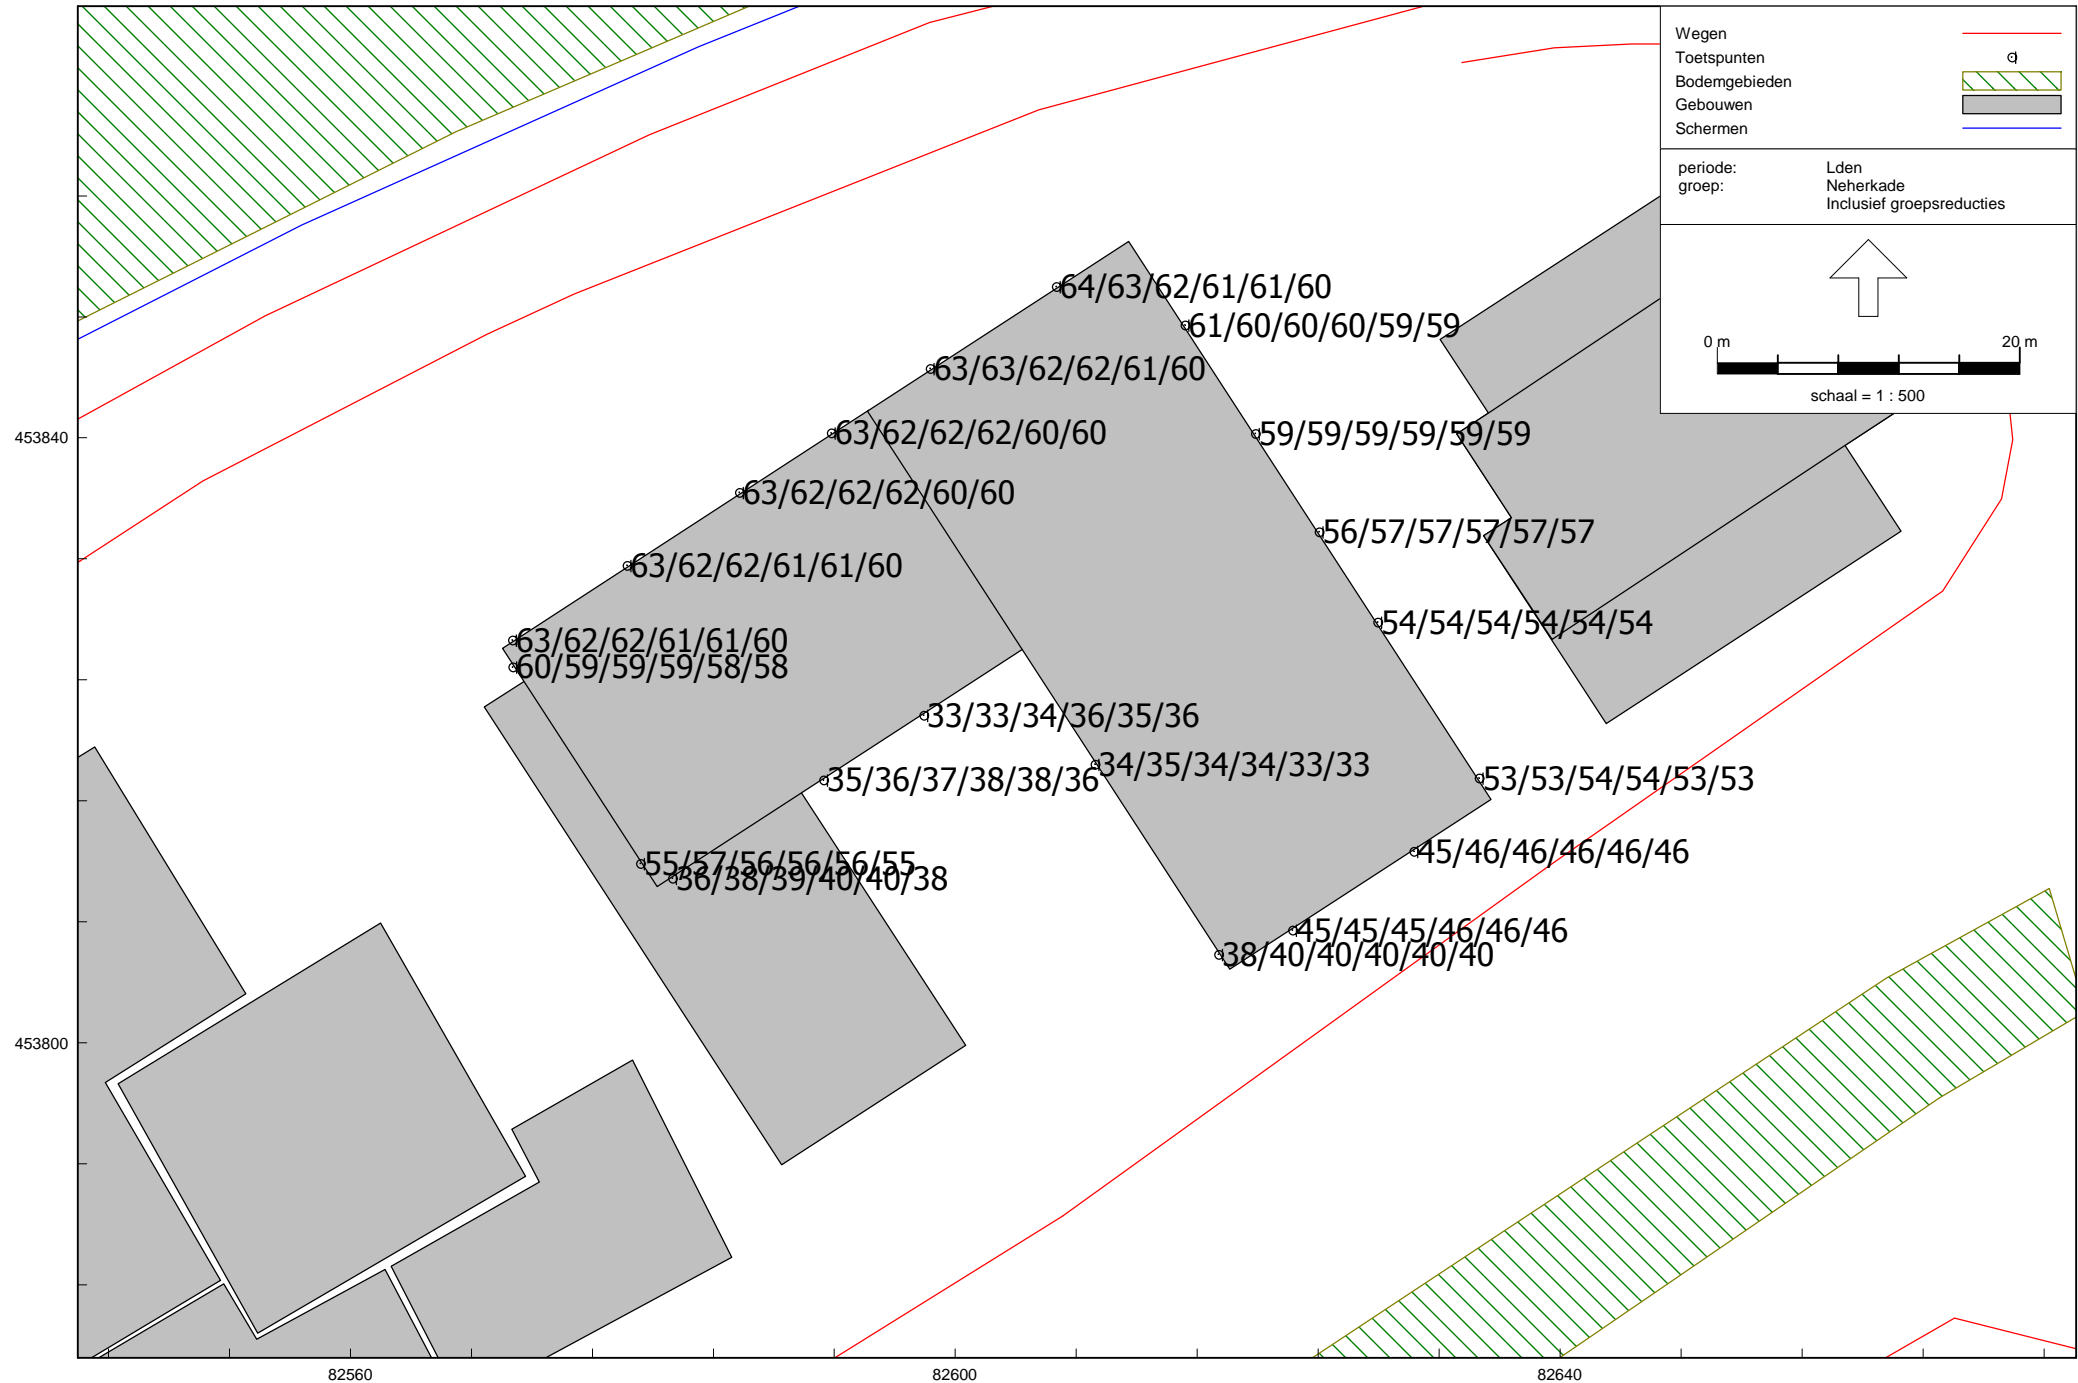 Wegen
Toetspunten
Bodemgebieden
Gebouwen
Schermen
periode: Lden
groep: Neherkade
Inclusief groepsreducties
0 m 20 m
schaal = 1 : 500
64/63/62/61/61/60
61/60/60/60/59/59
63/63/62/62/61/60
63/62/62/62/60/60
59/59/59/59/59/59
63/62/62/62/60/60
56/57/57/57/57/57
63/62/62/61/61/60
54/54/54/54/54/54
63/62/62/61/61/60
60/59/59/59/58/58
33/33/34/36/35/36
34/35/34/34/33/33
35/36/37/38/38/36
53/53/54/54/53/53
45/46/46/46/46/46
55/57/56/56/56/55
36/38/39/40/40/38
45/45/45/46/46/46
38/40/40/40/40/40
453840
453800
82560
82600
82640